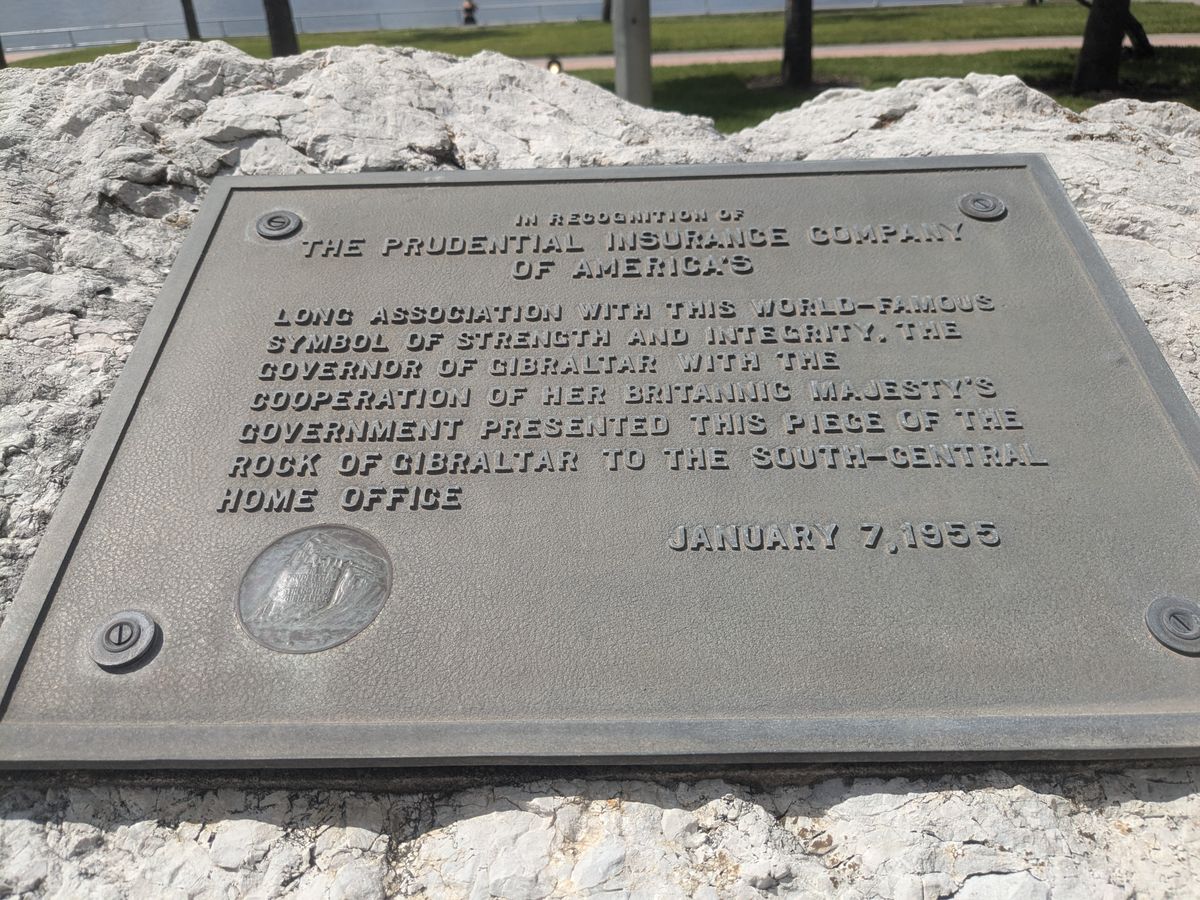 IN RECOGNITION OF
THE PRUDENTIAL INSURANCE COMPANY
OF AMERICA'S
LONG ASSOCIATION WITH THIS WORLD-FAMOUS
SYMBOL OF STRENGTH AND INTEGRITY, THE
GOVERNOR OF GIBRALTAR WITH THE
COOPERATION OF HER BRITANNIC MAJESTY'S
GOVERNMENT PRESENTED THIS PIECE OF THE
ROCK OF GIBRALTAR TO THE SOUTH-CENTRAL
HOME OFFICE
JANUARY 7, 1955